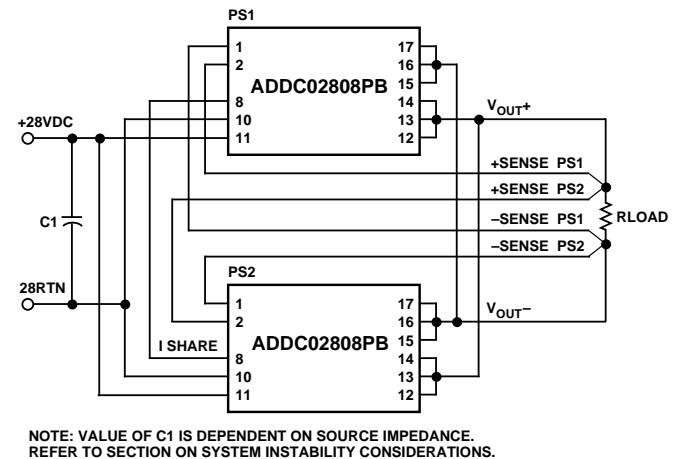 PS1
1
2
8
10
11
ADDC02808PB
17
16
15
14
13
12
+28VDC
C1
28RTN
VOUT+
+SENSE PS1
+SENSE PS2
–SENSE PS1
–SENSE PS2
RLOAD
PS2
1
2
8
10
11
I SHARE
ADDC02808PB
17
16
15
14
13
12
VOUT–
NOTE: VALUE OF C1 IS DEPENDENT ON SOURCE IMPEDANCE.
REFER TO SECTION ON SYSTEM INSTABILITY CONSIDERATIONS.